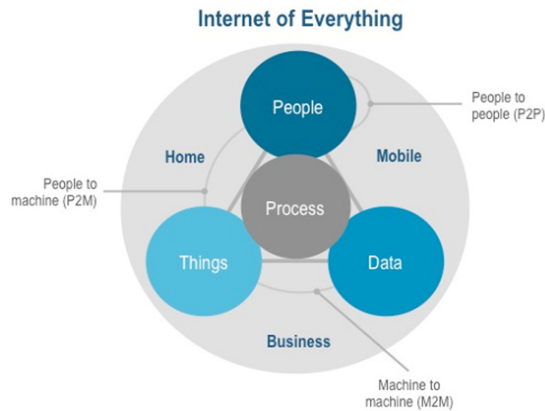 Internet of Everything
People
People to
people (P2P)
Home
Mobile
People to
machine (P2M)
Process
Things
Data
Business
Machine to
machine (M2M)